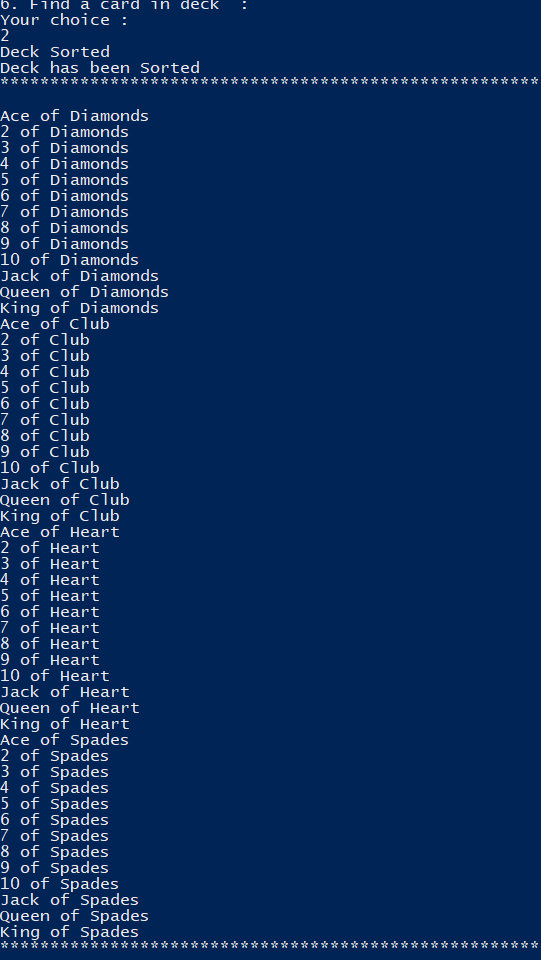 6. Find a card in deck  :
Your choice :
2
Deck Sorted
Deck has been Sorted
******************************************************
Ace of Diamonds
2 of Diamonds
3 of Diamonds
4 of Diamonds
5 of Diamonds
6 of Diamonds
7 of Diamonds
8 of Diamonds
9 of Diamonds
10 of Diamonds
Jack of Diamonds
Queen of Diamonds
King of Diamonds
Ace of Club
2 of Club
3 of Club
4 of Club
5 of Club
6 of Club
7 of Club
8 of Club
9 of Club
10 of Club
Jack of Club
Queen of Club
King of Club
Ace of Heart
2 of Heart
3 of Heart
4 of Heart
5 of Heart
6 of Heart
7 of Heart
8 of Heart
9 of Heart
10 of Heart
Jack of Heart
Queen of Heart
King of Heart
Ace of Spades
2 of Spades
3 of Spades
4 of Spades
5 of Spades
6 of Spades
7 of Spades
8 of Spades
9 of Spades
10 of Spades
Jack of Spades
Queen of Spades
King of Spades
******************************************************